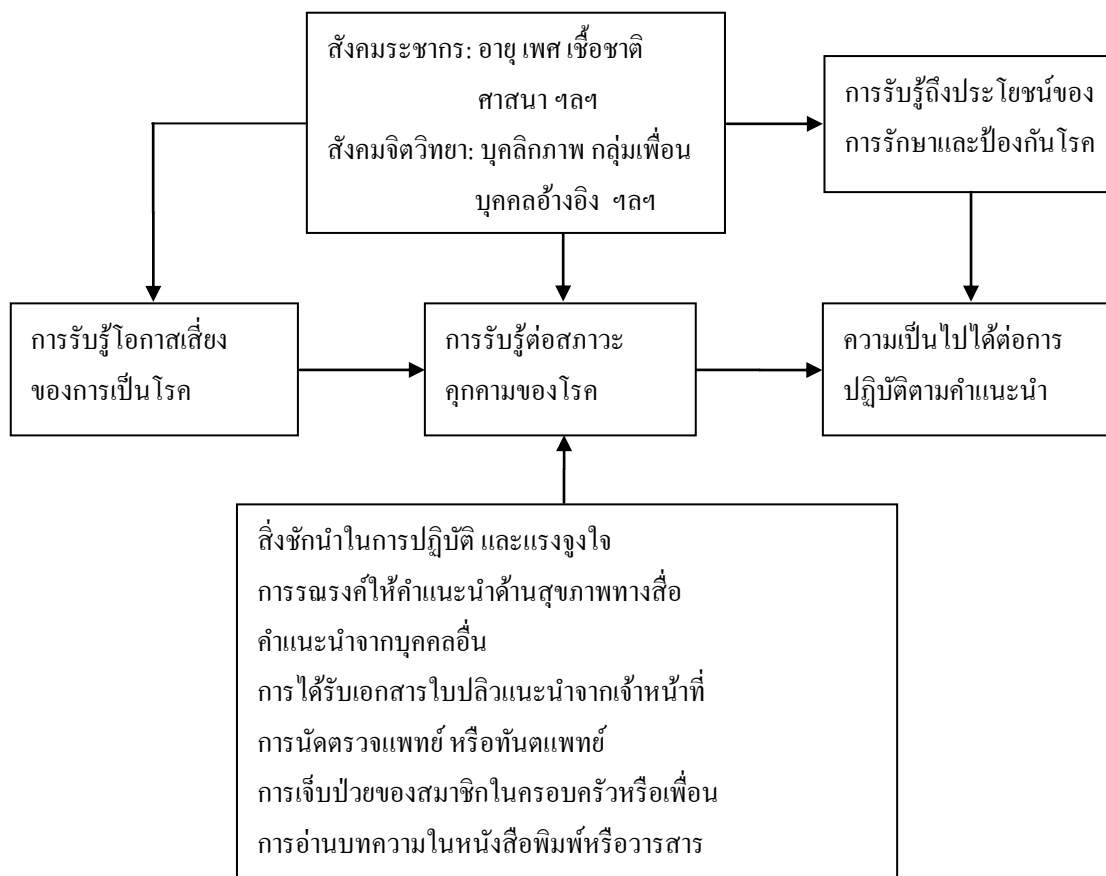 สังคมระชากร: อายุ เพศ เชื้อชาติ
ศาสนา ฯลฯ
สังคมจิตวิทยา: บุคลิกภาพ กลุ่มเพื่อน
บุคคลอ้างอิง ฯลฯ
การรับรู้ถึงประโยชน์ของ
การรักษาและป้องกันโรค
การรับรู้โอกาสเสี่ยง
ของการเป็นโรค
การรับรู้ต่อสภาวะ
คุกคามของโรค
ความเป็นไปได้ต่อการ
ปฏิบัติตามคำแนะนำ
สิ่งชักนำในการปฏิบัติ และแรงจูงใจ
การรณรงค์ให้คำแนะนำด้านสุขภาพทางสื่อ
คำแนะนำจากบุคคลอื่น
การได้รับเอกสารใบปลิวแนะนำจากเจ้าหน้าที่
การนัดตรวจแพทย์ หรือทันตแพทย์
การเจ็บป่วยของสมาชิกในครอบครัวหรือเพื่อน
การอ่านบทความในหนังสือพิมพ์หรือวารสาร